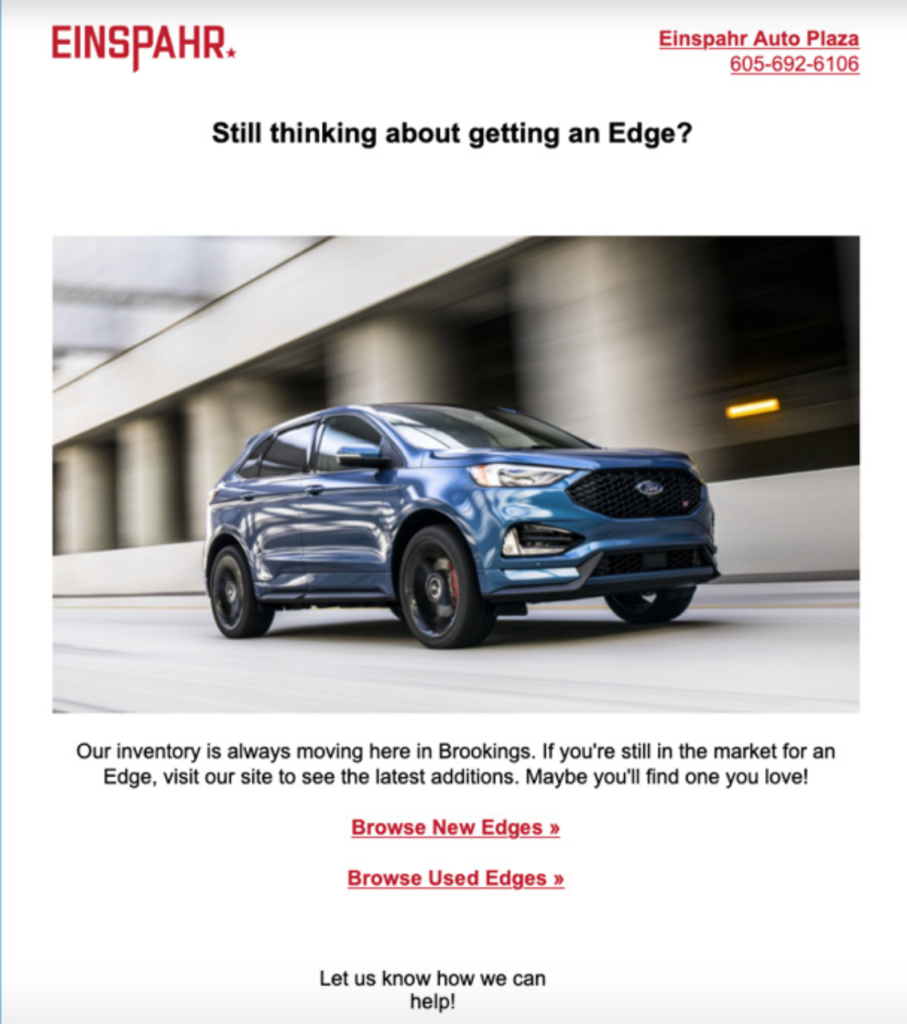 EINSPAHR
Einspahr Auto Plaza
605-692-6106
Still thinking about getting an Edge?
Ford
Our inventory is always moving here in Brookings. If you're still in the market for an
Edge, visit our site to see the latest additions. Maybe you'll find one you love!
Browse New Edges »
Browse Used Edges »
Let us know how we can
help!